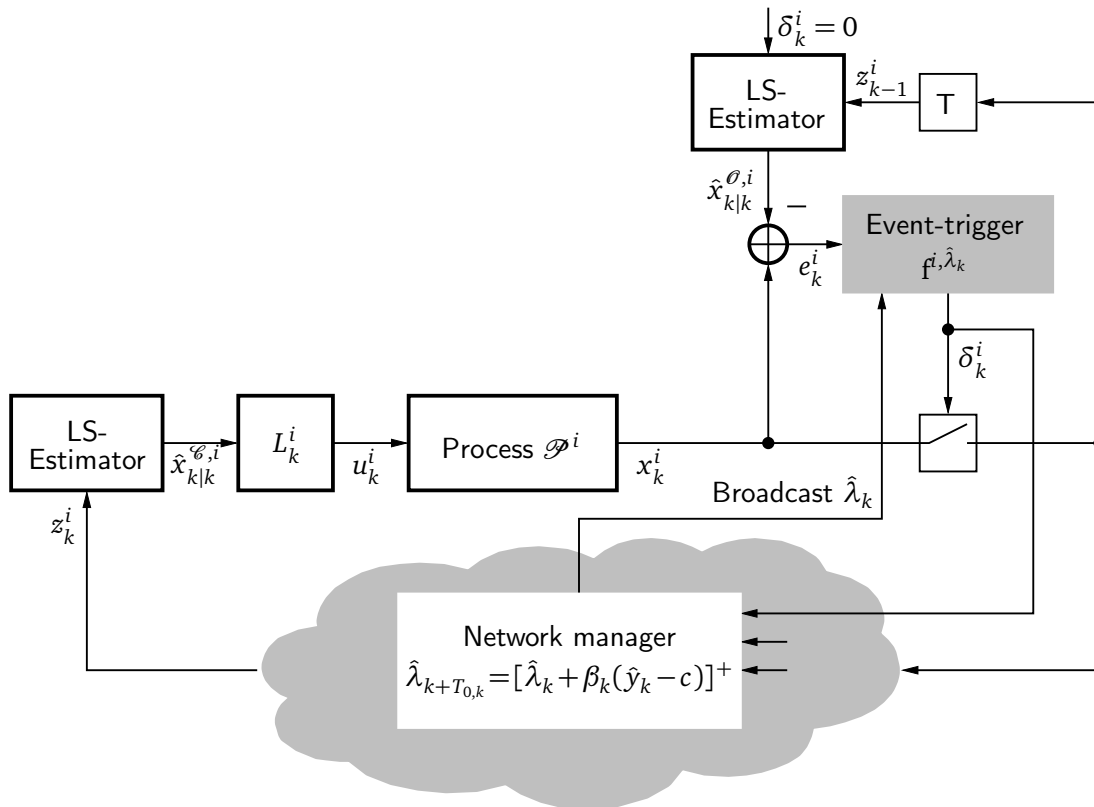 δ_k^i = 0
LS-
Estimator
z_{k−1}^i
T
x̂_{k|k}^{𝒪,i}
−
e_k^i
Event-trigger
f^{i,λ̂_k}
δ_k^i
LS-
Estimator
x̂_{k|k}^{𝒞,i}
L_k^i
u_k^i
Process 𝒫^i
x_k^i
z_k^i
Broadcast λ̂_k
Network manager
λ̂_{k+T_{0,k}} = [λ̂_k + β_k(ŷ_k − c)]^+